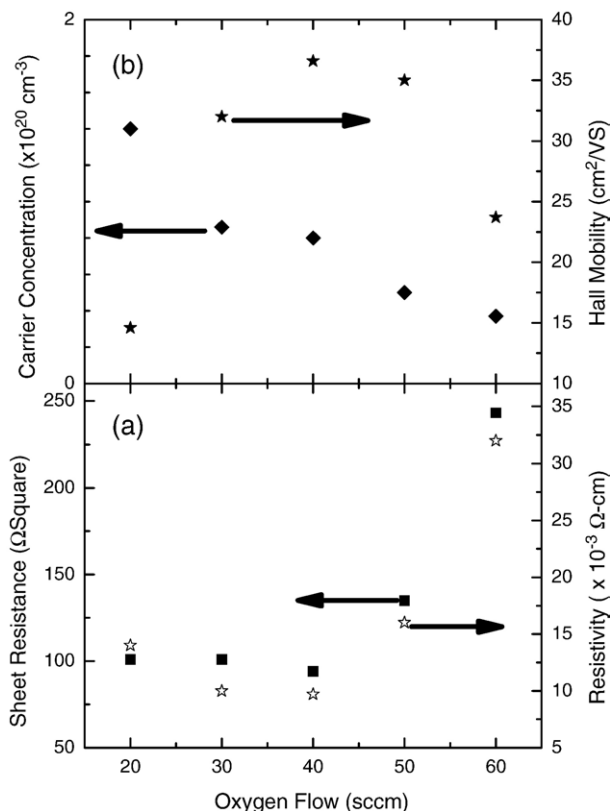 (b)
Carrier Concentration (x10²⁰ cm⁻³)
2
0
Hall Mobility (cm²/VS)
40
35
30
25
20
15
10
(a)
Sheet Resistance (ΩSquare)
250
200
150
100
50
Resistivity ( x 10⁻³ Ω-cm)
35
30
25
20
15
10
5
20 30 40 50 60
Oxygen Flow (sccm)